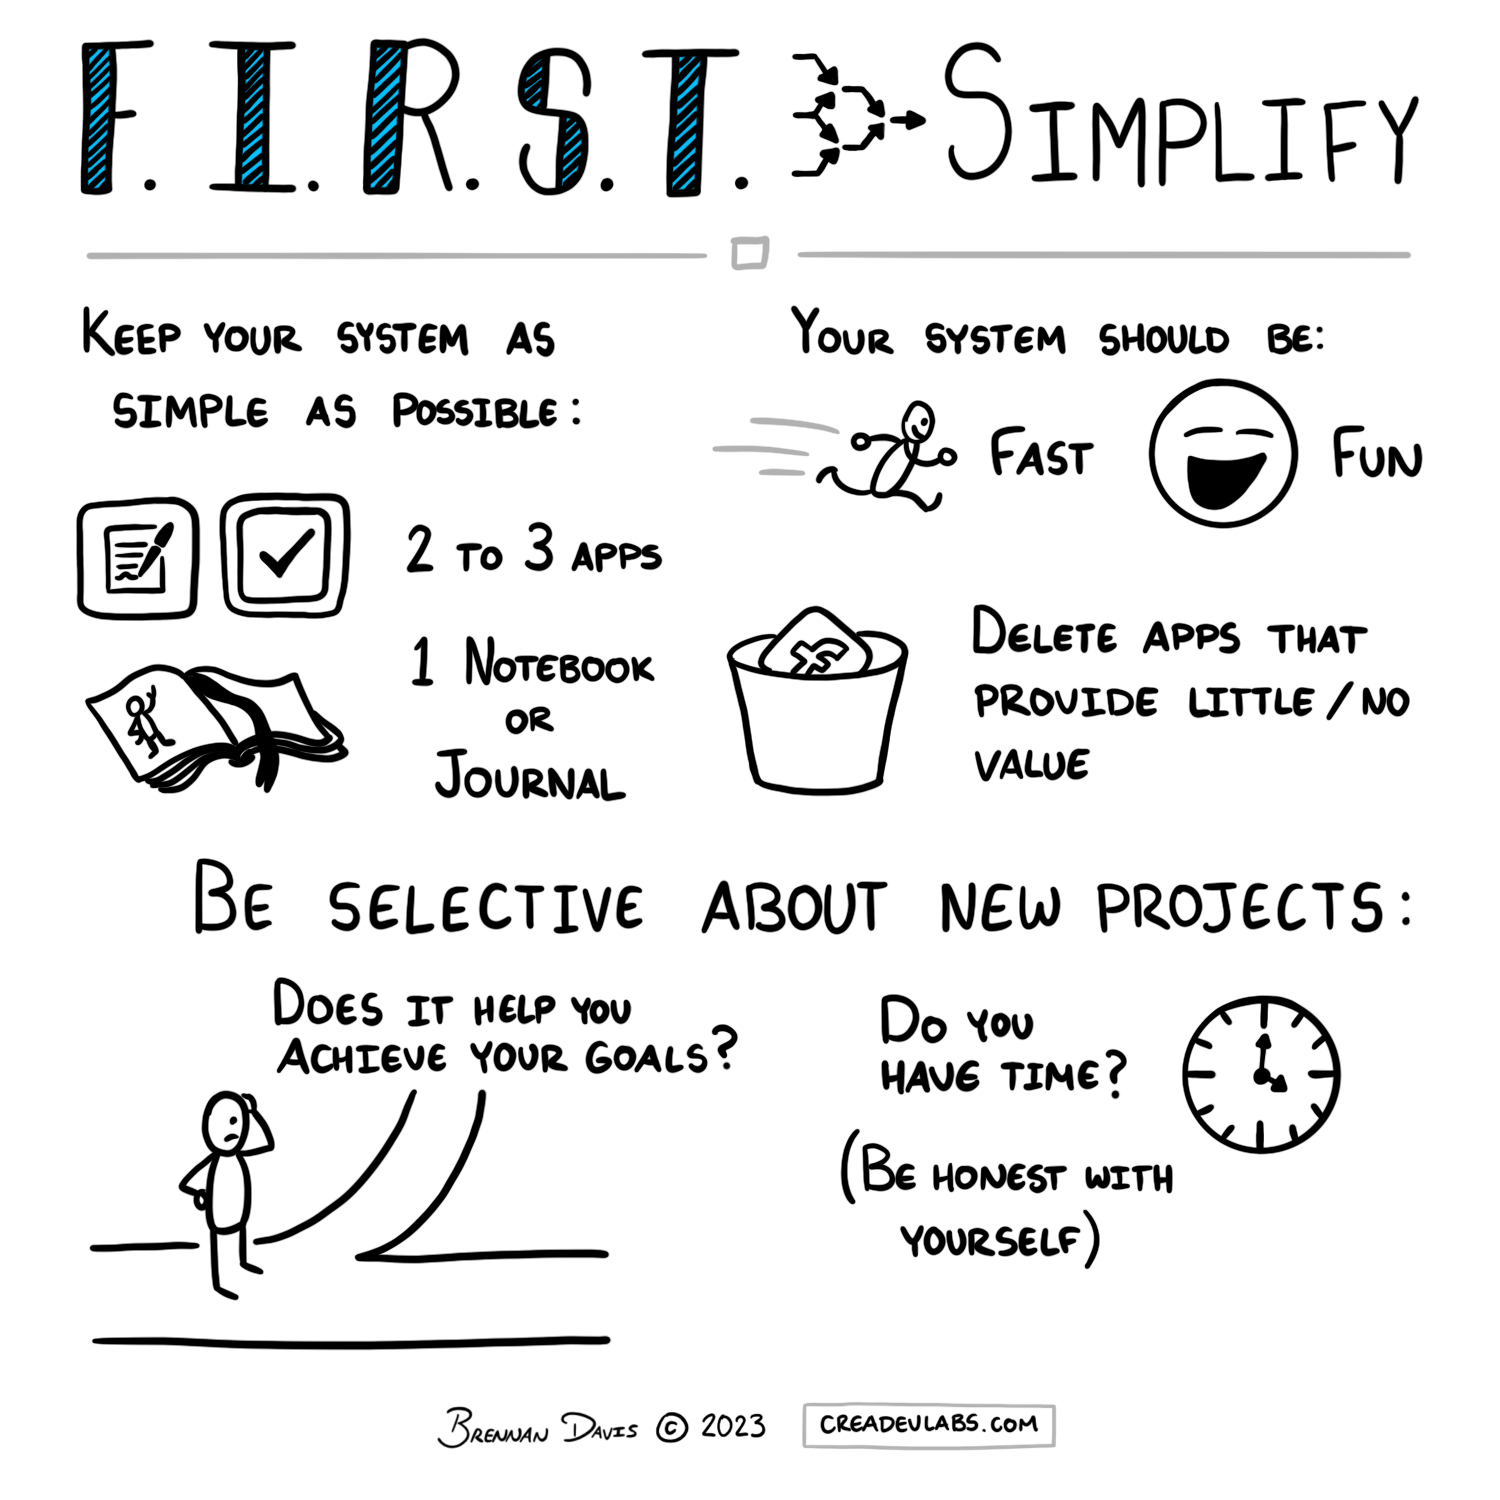 F.I.R.S.T. SIMPLIFY
KEEP YOUR SYSTEM AS
SIMPLE AS POSSIBLE:
2 TO 3 APPS
1 NOTEBOOK
OR
JOURNAL
YOUR SYSTEM SHOULD BE:
FAST
FUN
f
DELETE APPS THAT
PROVIDE LITTLE/NO
VALUE
BE SELECTIVE ABOUT NEW PROJECTS:
DOES IT HELP YOU
ACHIEVE YOUR GOALS?
DO YOU
HAVE TIME?
(BE HONEST WITH
YOURSELF)
BRENNAN DAVIS © 2023
CREADEVLABS.COM